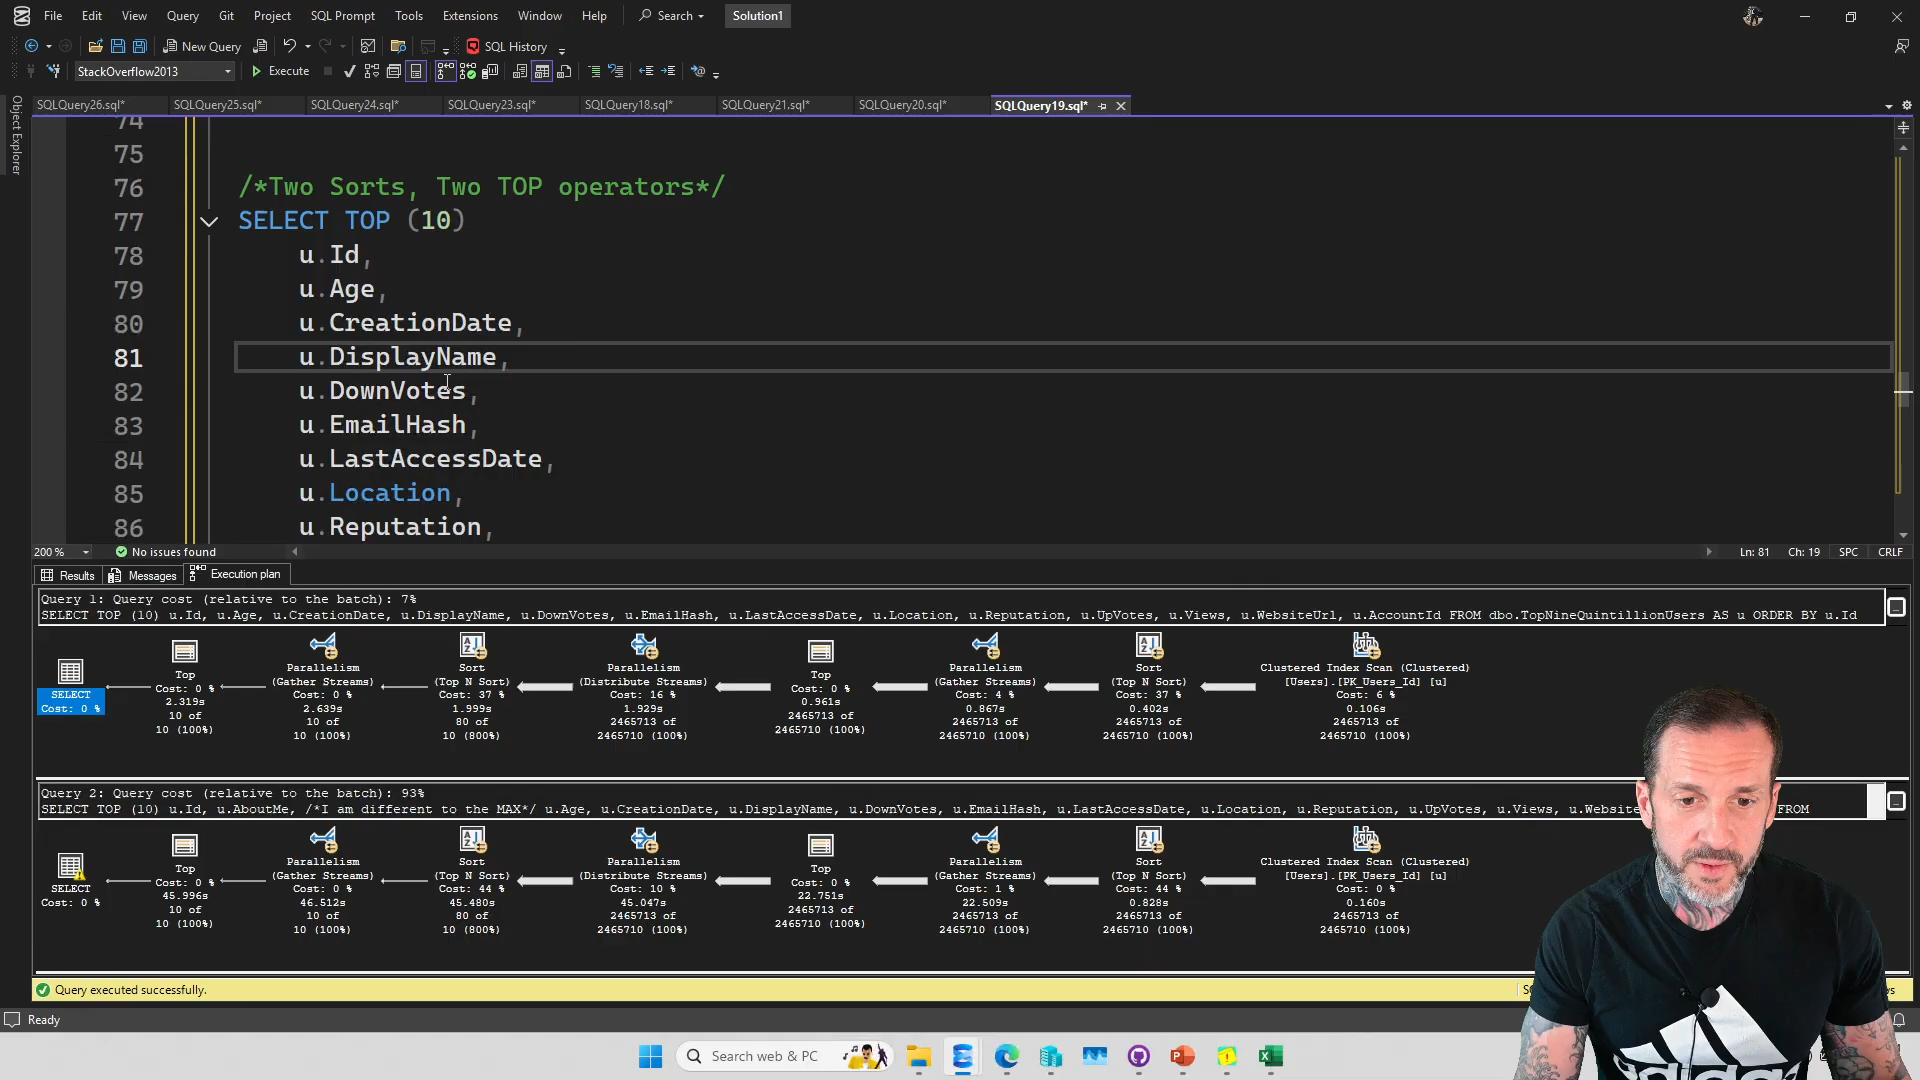 File Edit View Query Git Project SQL Prompt Tools Extensions Window Help Search Solution1
New Query SQL History
StackOverflow2013 Execute
Object Explorer
SQLQuery26.sql* SQLQuery25.sql* SQLQuery24.sql* SQLQuery23.sql* SQLQuery18.sql* SQLQuery21.sql* SQLQuery20.sql* SQLQuery19.sql*
74
75
76 /*Two Sorts, Two TOP operators*/
77 SELECT TOP (10)
78 u.Id,
79 u.Age,
80 u.CreationDate,
81 u.DisplayName,
82 u.DownVotes,
83 u.EmailHash,
84 u.LastAccessDate,
85 u.Location,
86 u.Reputation,
200 % No issues found Ln: 81 Ch: 19 SPC CRLF
Results Messages Execution plan
Query 1: Query cost (relative to the batch): 7%
SELECT TOP (10) u.Id, u.Age, u.CreationDate, u.DisplayName, u.DownVotes, u.EmailHash, u.LastAccessDate, u.Location, u.Reputation, u.UpVotes, u.Views, u.WebsiteUrl, u.AccountId FROM dbo.TopNineQuintillionUsers AS u ORDER BY u.Id
SELECT
Cost: 0 %
Top
Cost: 0 %
2.319s
10 of
10 (100%)
Parallelism
(Gather Streams)
Cost: 0 %
2.639s
10 of
10 (100%)
Sort
(Top N Sort)
Cost: 37 %
1.999s
80 of
10 (800%)
Parallelism
(Distribute Streams)
Cost: 16 %
1.929s
2465713 of
2465710 (100%)
Top
Cost: 0 %
0.961s
2465713 of
2465710 (100%)
Parallelism
(Gather Streams)
Cost: 4 %
0.867s
2465713 of
2465710 (100%)
Sort
(Top N Sort)
Cost: 37 %
0.402s
2465713 of
2465710 (100%)
Clustered Index Scan (Clustered)
[Users].[PK_Users_Id] [u]
Cost: 6 %
0.106s
2465713 of
2465710 (100%)
Query 2: Query cost (relative to the batch): 93%
SELECT TOP (10) u.Id, u.AboutMe, /*I am different to the MAX*/ u.Age, u.CreationDate, u.DisplayName, u.DownVotes, u.EmailHash, u.LastAccessDate, u.Location, u.Reputation, u.UpVotes, u.Views, u.Website FROM
SELECT
Cost: 0 %
Top
Cost: 0 %
45.996s
10 of
10 (100%)
Parallelism
(Gather Streams)
Cost: 0 %
46.512s
10 of
10 (100%)
Sort
(Top N Sort)
Cost: 44 %
45.480s
80 of
10 (800%)
Parallelism
(Distribute Streams)
Cost: 10 %
45.047s
2465713 of
2465710 (100%)
Top
Cost: 0 %
22.751s
2465713 of
2465710 (100%)
Parallelism
(Gather Streams)
Cost: 1 %
22.509s
2465713 of
2465710 (100%)
Sort
(Top N Sort)
Cost: 44 %
0.828s
2465713 of
2465710 (100%)
Clustered Index Scan (Clustered)
[Users].[PK_Users_Id] [u]
Cost: 0 %
0.160s
2465713 of
2465710 (100%)
Query executed successfully.
Ready
Search web & PC